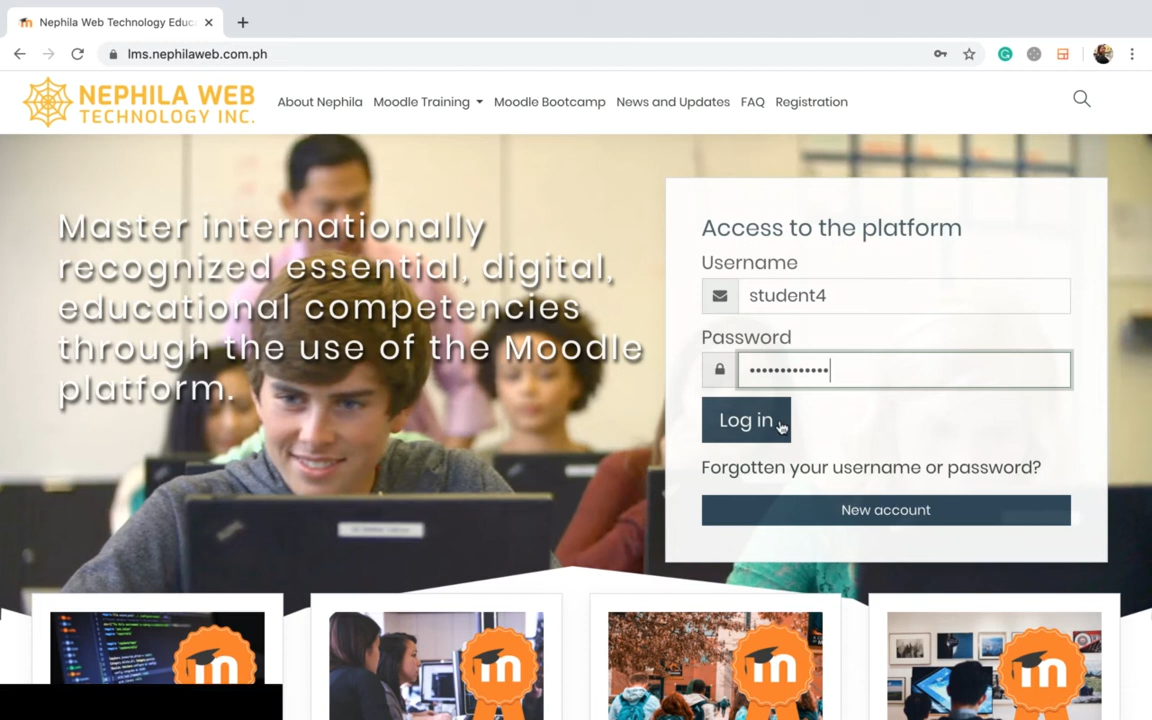 Nephila Web Technology Educ
lms.nephilaweb.com.ph
NEPHILA WEB
TECHNOLOGY INC.
About Nephila Moodle Training Moodle Bootcamp News and Updates FAQ Registration
Master internationally
recognized essential, digital,
educational competencies
through the use of the Moodle
platform.
Access to the platform
Username
student4
Password
•••••••••••••
Log in
Forgotten your username or password?
New account
m
m
m
m